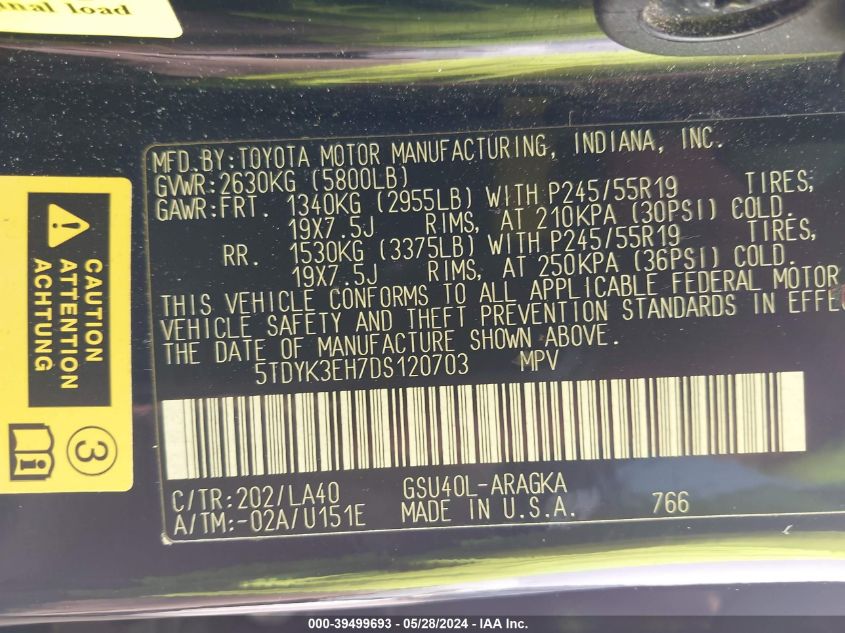 nal load
MFD. BY: TOYOTA MOTOR MANUFACTURING, INDIANA, INC.
GVWR: 2630KG (5800LB)
GAWR: FRT. 1340KG (2955LB) WITH P245/55R19 TIRES,
19X7.5J RIMS, AT 210KPA (30PSI) COLD.
RR. 1530KG (3375LB) WITH P245/55R19 TIRES,
19X7.5J RIMS, AT 250KPA (36PSI) COLD.
THIS VEHICLE CONFORMS TO ALL APPLICABLE FEDERAL MOTOR
VEHICLE SAFETY AND THEFT PREVENTION STANDARDS IN EFFE
THE DATE OF MANUFACTURE SHOWN ABOVE.
5TDYK3EH7DS120703 MPV
C/TR: 202/LA40 GSU40L-ARAGKA
A/TM: -02A/U151E MADE IN U.S.A. 766
CAUTION
ATTENTION
ACHTUNG
3
i
000-39499693 - 05/28/2024 - IAA Inc.